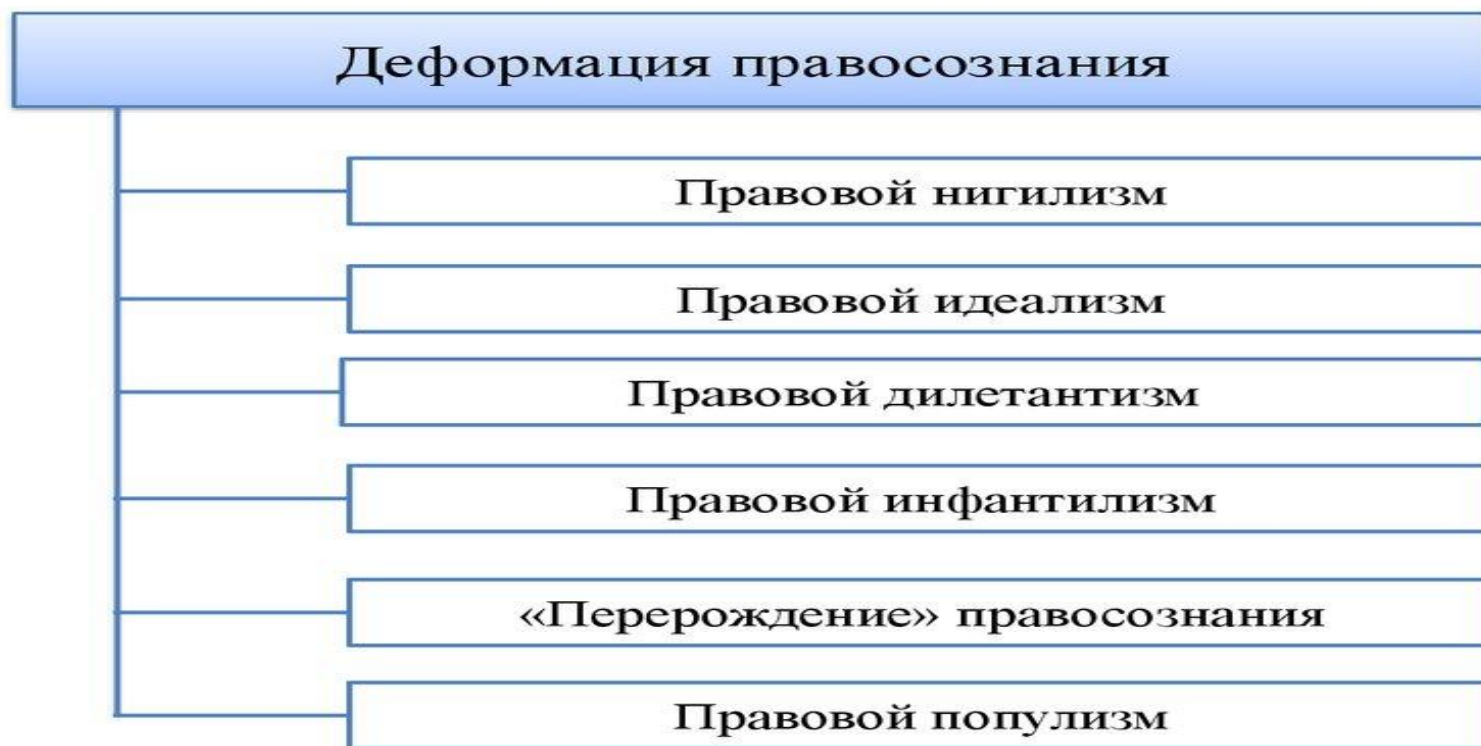 Деформация правосознания
Правовой нигилизм
Правовой идеализм
Правовой дилетантизм
Правовой инфантилизм
«Перерождение» правосознания
Правовой популизм